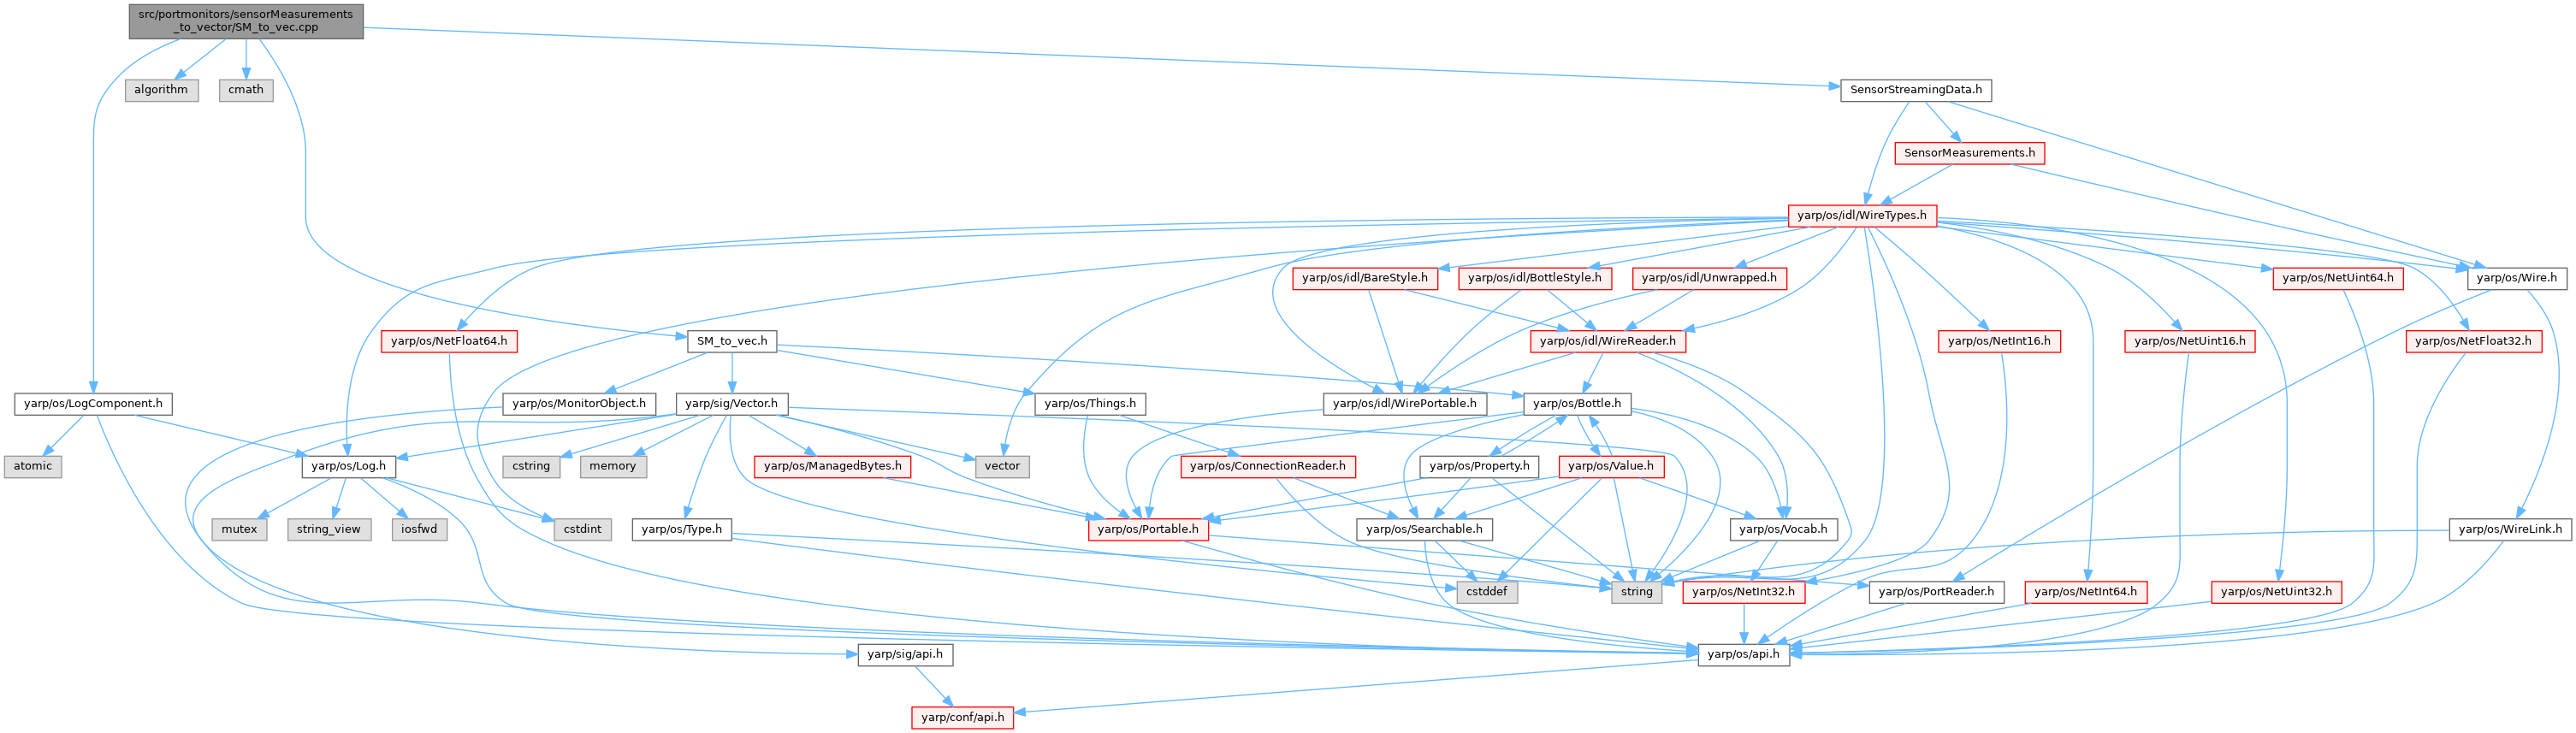 src/portmonitors/sensorMeasurements
_to_vector/SM_to_vec.cpp
algorithm
cmath
SensorStreamingData.h
SensorMeasurements.h
yarp/os/idl/WireTypes.h
yarp/os/idl/BareStyle.h
yarp/os/idl/BottleStyle.h
yarp/os/idl/Unwrapped.h
yarp/os/NetUint64.h
yarp/os/Wire.h
yarp/os/NetFloat64.h
SM_to_vec.h
yarp/os/idl/WireReader.h
yarp/os/NetInt16.h
yarp/os/NetUint16.h
yarp/os/NetFloat32.h
yarp/os/LogComponent.h
yarp/os/MonitorObject.h
yarp/sig/Vector.h
yarp/os/Things.h
yarp/os/idl/WirePortable.h
yarp/os/Bottle.h
atomic
yarp/os/Log.h
cstring
memory
yarp/os/ManagedBytes.h
vector
yarp/os/ConnectionReader.h
yarp/os/Property.h
yarp/os/Value.h
mutex
string_view
iosfwd
cstdint
yarp/os/Type.h
yarp/os/Portable.h
yarp/os/Searchable.h
yarp/os/Vocab.h
yarp/os/WireLink.h
cstddef
string
yarp/os/NetInt32.h
yarp/os/PortReader.h
yarp/os/NetInt64.h
yarp/os/NetUint32.h
yarp/sig/api.h
yarp/os/api.h
yarp/conf/api.h